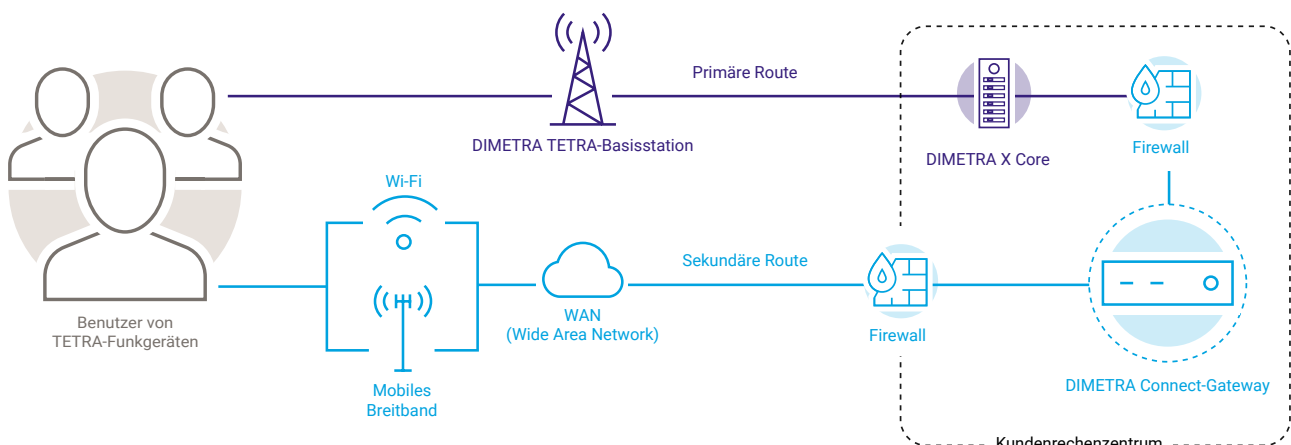 Primäre Route
DIMETRA TETRA-Basisstation
DIMETRA X Core
Firewall
Wi-Fi
Sekundäre Route
WAN
(Wide Area Network)
Firewall
Benutzer von
TETRA-Funkgeräten
Mobiles
Breitband
DIMETRA Connect-Gateway
Kundenrechenzentrum